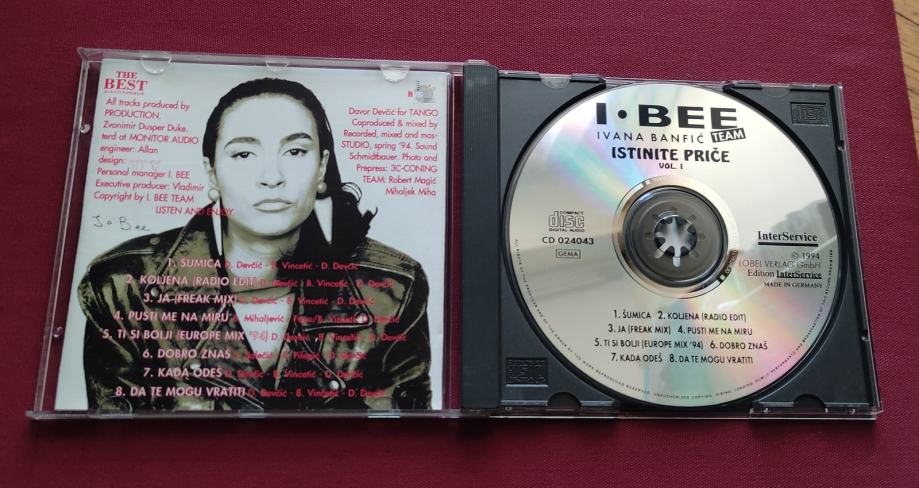 THE
BEST
All tracks produced by
PRODUCTION.
Zvonimir Dusper Duke.
terd at MONITOR AUDIO
engineer: Allan
design:
Personal manager I. BEE
Executive producer: Vladimir
Copyright by I. BEE TEAM
LISTEN AND ENJOY.
R
Davor Devčić for TANGO
Coproduced & mixed by
Recorded, mixed and mas-
STUDIO, spring '94. Sound
Schmidtbauer. Photo and
Prepress: 3C-CONING
TEAM: Robert Magić
Mihaljek Miha
1. SUMICA D. Devčić - B. Vincetić - D. Devčić
2. KOLJENA (RADIO EDIT) D. Devčić - B. Vincetić - D. Devčić
3. JA (FREAK MIX) D. Devčić - B. Vincetić - D. Devčić
4. PUSTI ME NA MIRU
5. TI SI BOLJI (EUROPE MIX '94) D. Devčić - B. Vincetić - D. Devčić
6. DOBRO ZNAS
7. KADA ODEŠ D. Devčić - B. Vincetić - D. Devčić
8. DA TE MOGU VRATITI D. Devčić - B. Vincetić - D. Devčić
I•BEE
IVANA BANFIĆ TEAM
ISTINITE PRIČE
VOL. 1
COMPACT
disc
DIGITAL AUDIO
CD 024043
GEMA
InterService
© 1994
LOBEL VERLAG GmbH
Edition InterService
MADE IN GERMANY
1. ŠUMICA 2. KOLJENA (RADIO EDIT)
3. JA (FREAK MIX) 4. PUSTI ME NA MIRU
5. TI SI BOLJI (EUROPE MIX '94) 6. DOBRO ZNAŠ
7. KADA ODEŠ 8. DA TE MOGU VRATITI